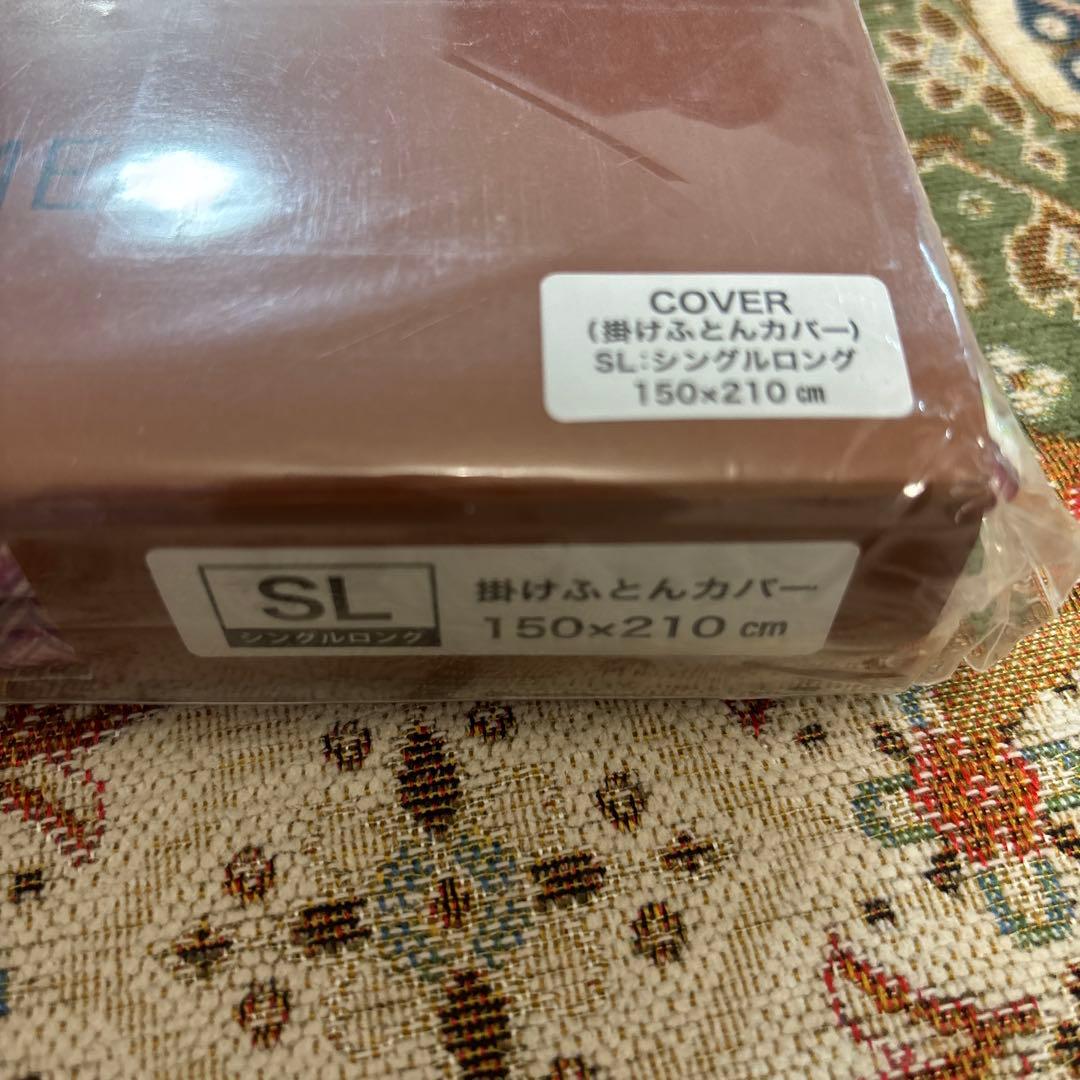 COVER
(掛けふとんカバー)
SL:シングルロング
150×210㎝
SL
シングルロング
掛けふとんカバー
150×210㎝